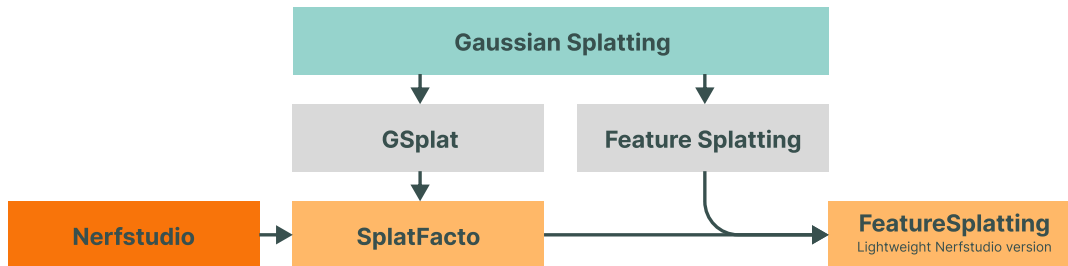 Gaussian Splatting
GSplat
Feature Splatting
Nerfstudio
SplatFacto
FeatureSplatting
Lightweight Nerfstudio version